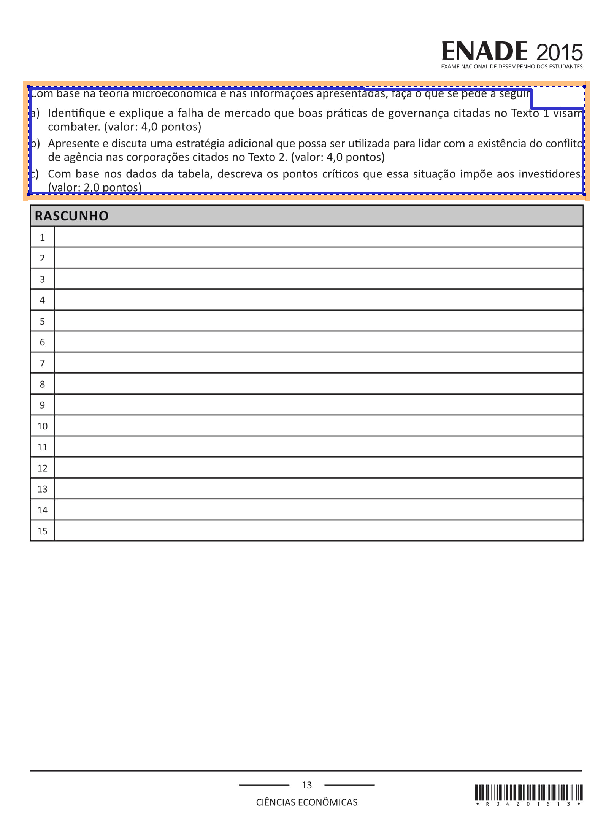 ENADE 2015
EXAME NACIONAL DE DESEMPENHO DOS ESTUDANTES
Com base na teoria microeconômica e nas informações apresentadas, faça o que se pede a seguir.
a) Identifique e explique a falha de mercado que boas práticas de governança citadas no Texto 1 visam
combater. (valor: 4,0 pontos)
b) Apresente e discuta uma estratégia adicional que possa ser utilizada para lidar com a existência do conflito
de agência nas corporações citados no Texto 2. (valor: 4,0 pontos)
c) Com base nos dados da tabela, descreva os pontos críticos que essa situação impõe aos investidores.
(valor: 2,0 pontos)
RASCUNHO
1
2
3
4
5
6
7
8
9
10
11
12
13
14
15
13
CIÊNCIAS ECONÔMICAS
*R0420151 3*